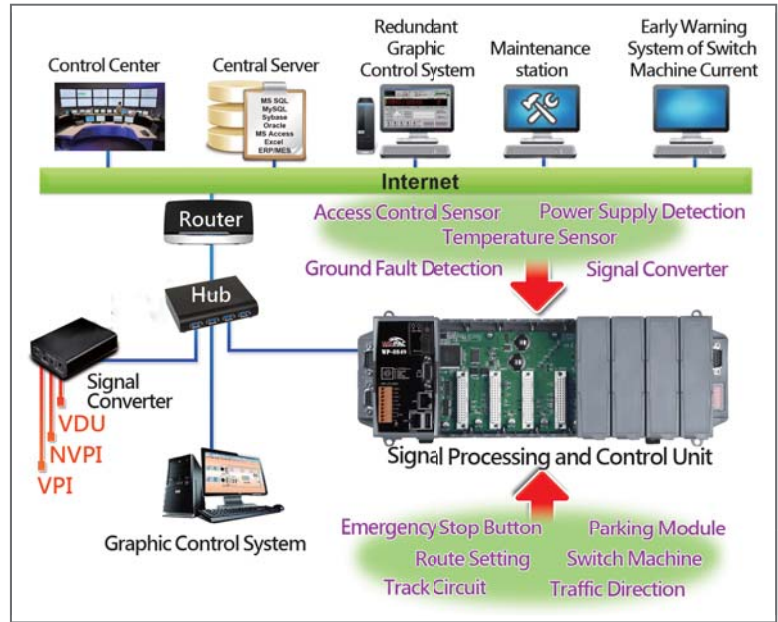 Control Center
Central Server
Redundant
Graphic
Control System
Maintenance
station
Early Warning
System of Switch
Machine Current
MS SQL
MySQL
Sybase
Oracle
MS Access
Excel
ERP/MES
Internet
Router
Access Control Sensor
Power Supply Detection
Temperature Sensor
Ground Fault Detection
Signal Converter
Hub
WP-8849
Signal
Converter
VDU
NVPI
VPI
Signal Processing and Control Unit
Graphic Control System
Emergency Stop Button
Parking Module
Route Setting
Switch Machine
Track Circuit
Traffic Direction